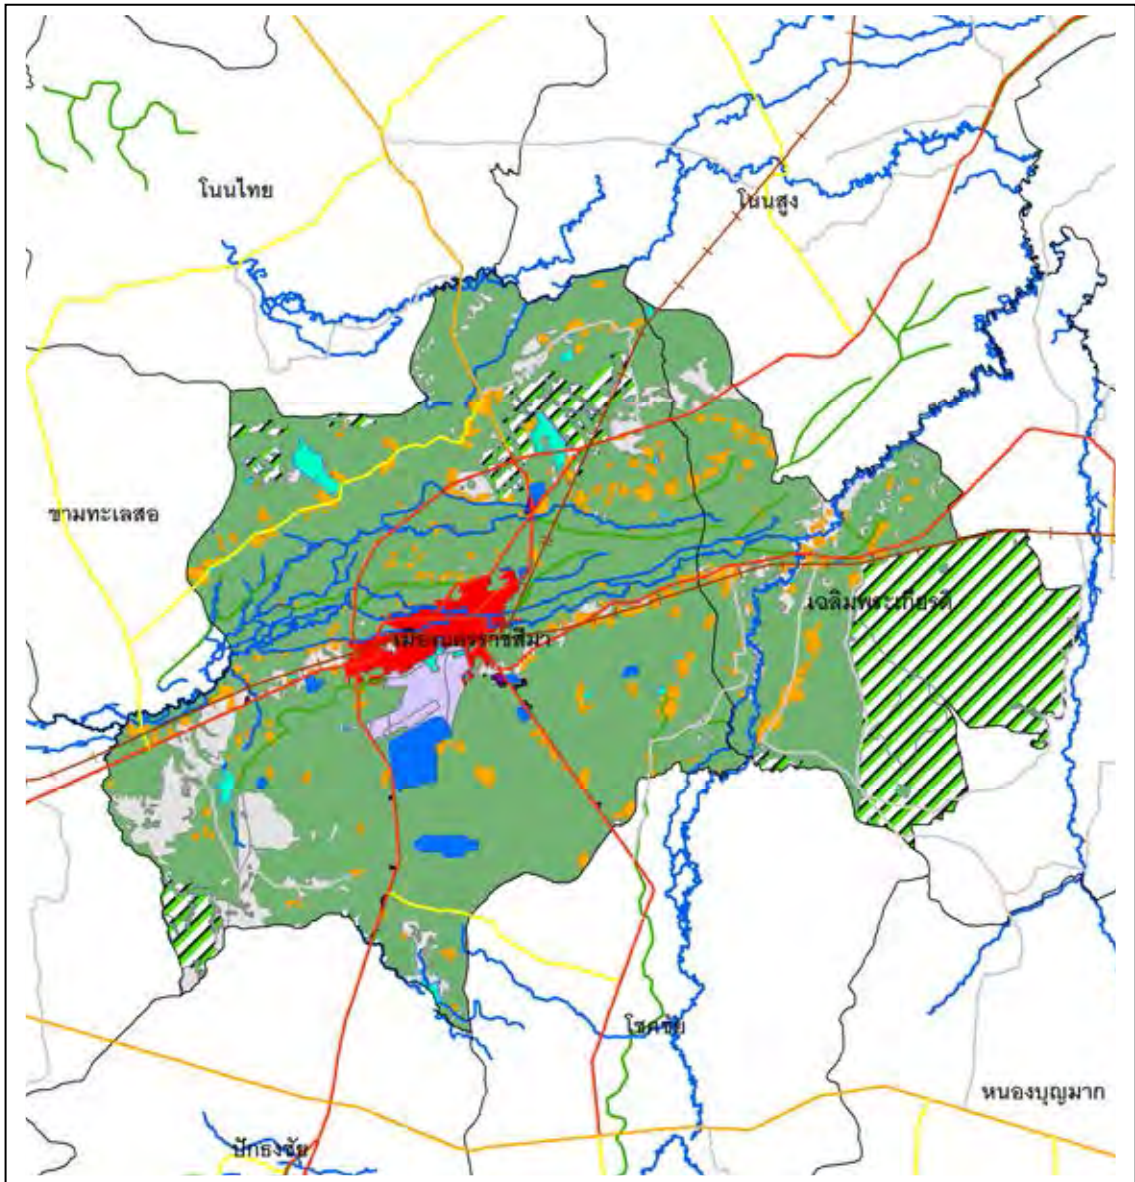 โนนไทย
โนนสูง
ขามทะเลสอ
เฉลิมพระเกียรติ
เมืองนครราชสีมา
โชคชัย
หนองบุญมาก
ปักธงชัย